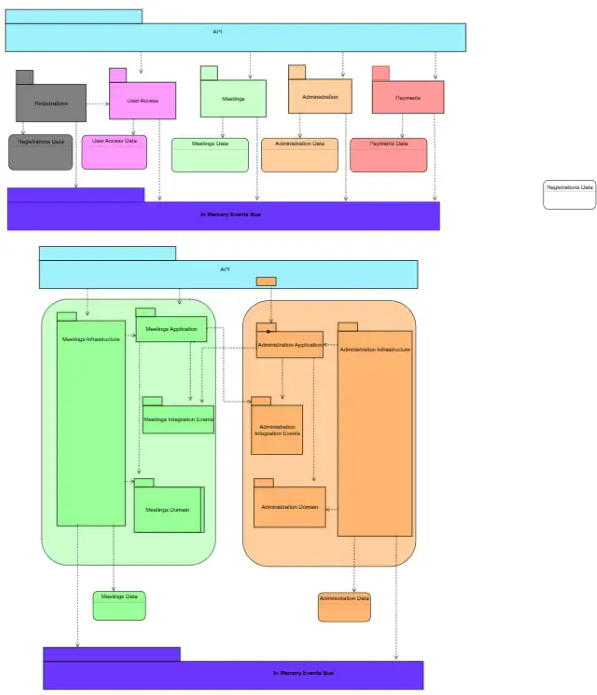 API
Registrations
User Access
Meetings
Administration
Payments
Registrations Data
User Access Data
Meetings Data
Administration Data
Payments Data
Registrations Data
In Memory Events Bus
API
Meetings Application
Meetings Infrastructure
Administration Application
Administration Infrastructure
Meetings Integration Events
Administration
Integration Events
Meetings Domain
Administration Domain
Meetings Data
Administration Data
In Memory Events Bus